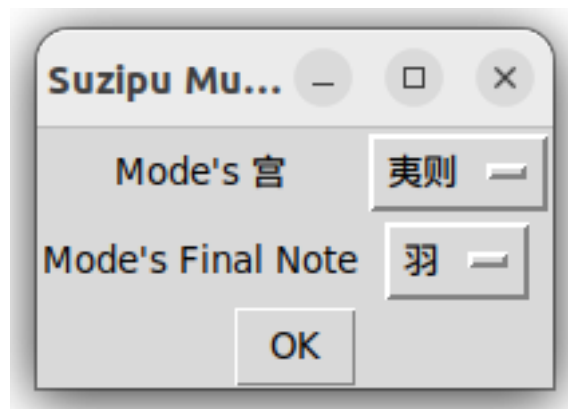 Suzipu Mu...
Mode's 宫 夷则
Mode's Final Note 羽
OK